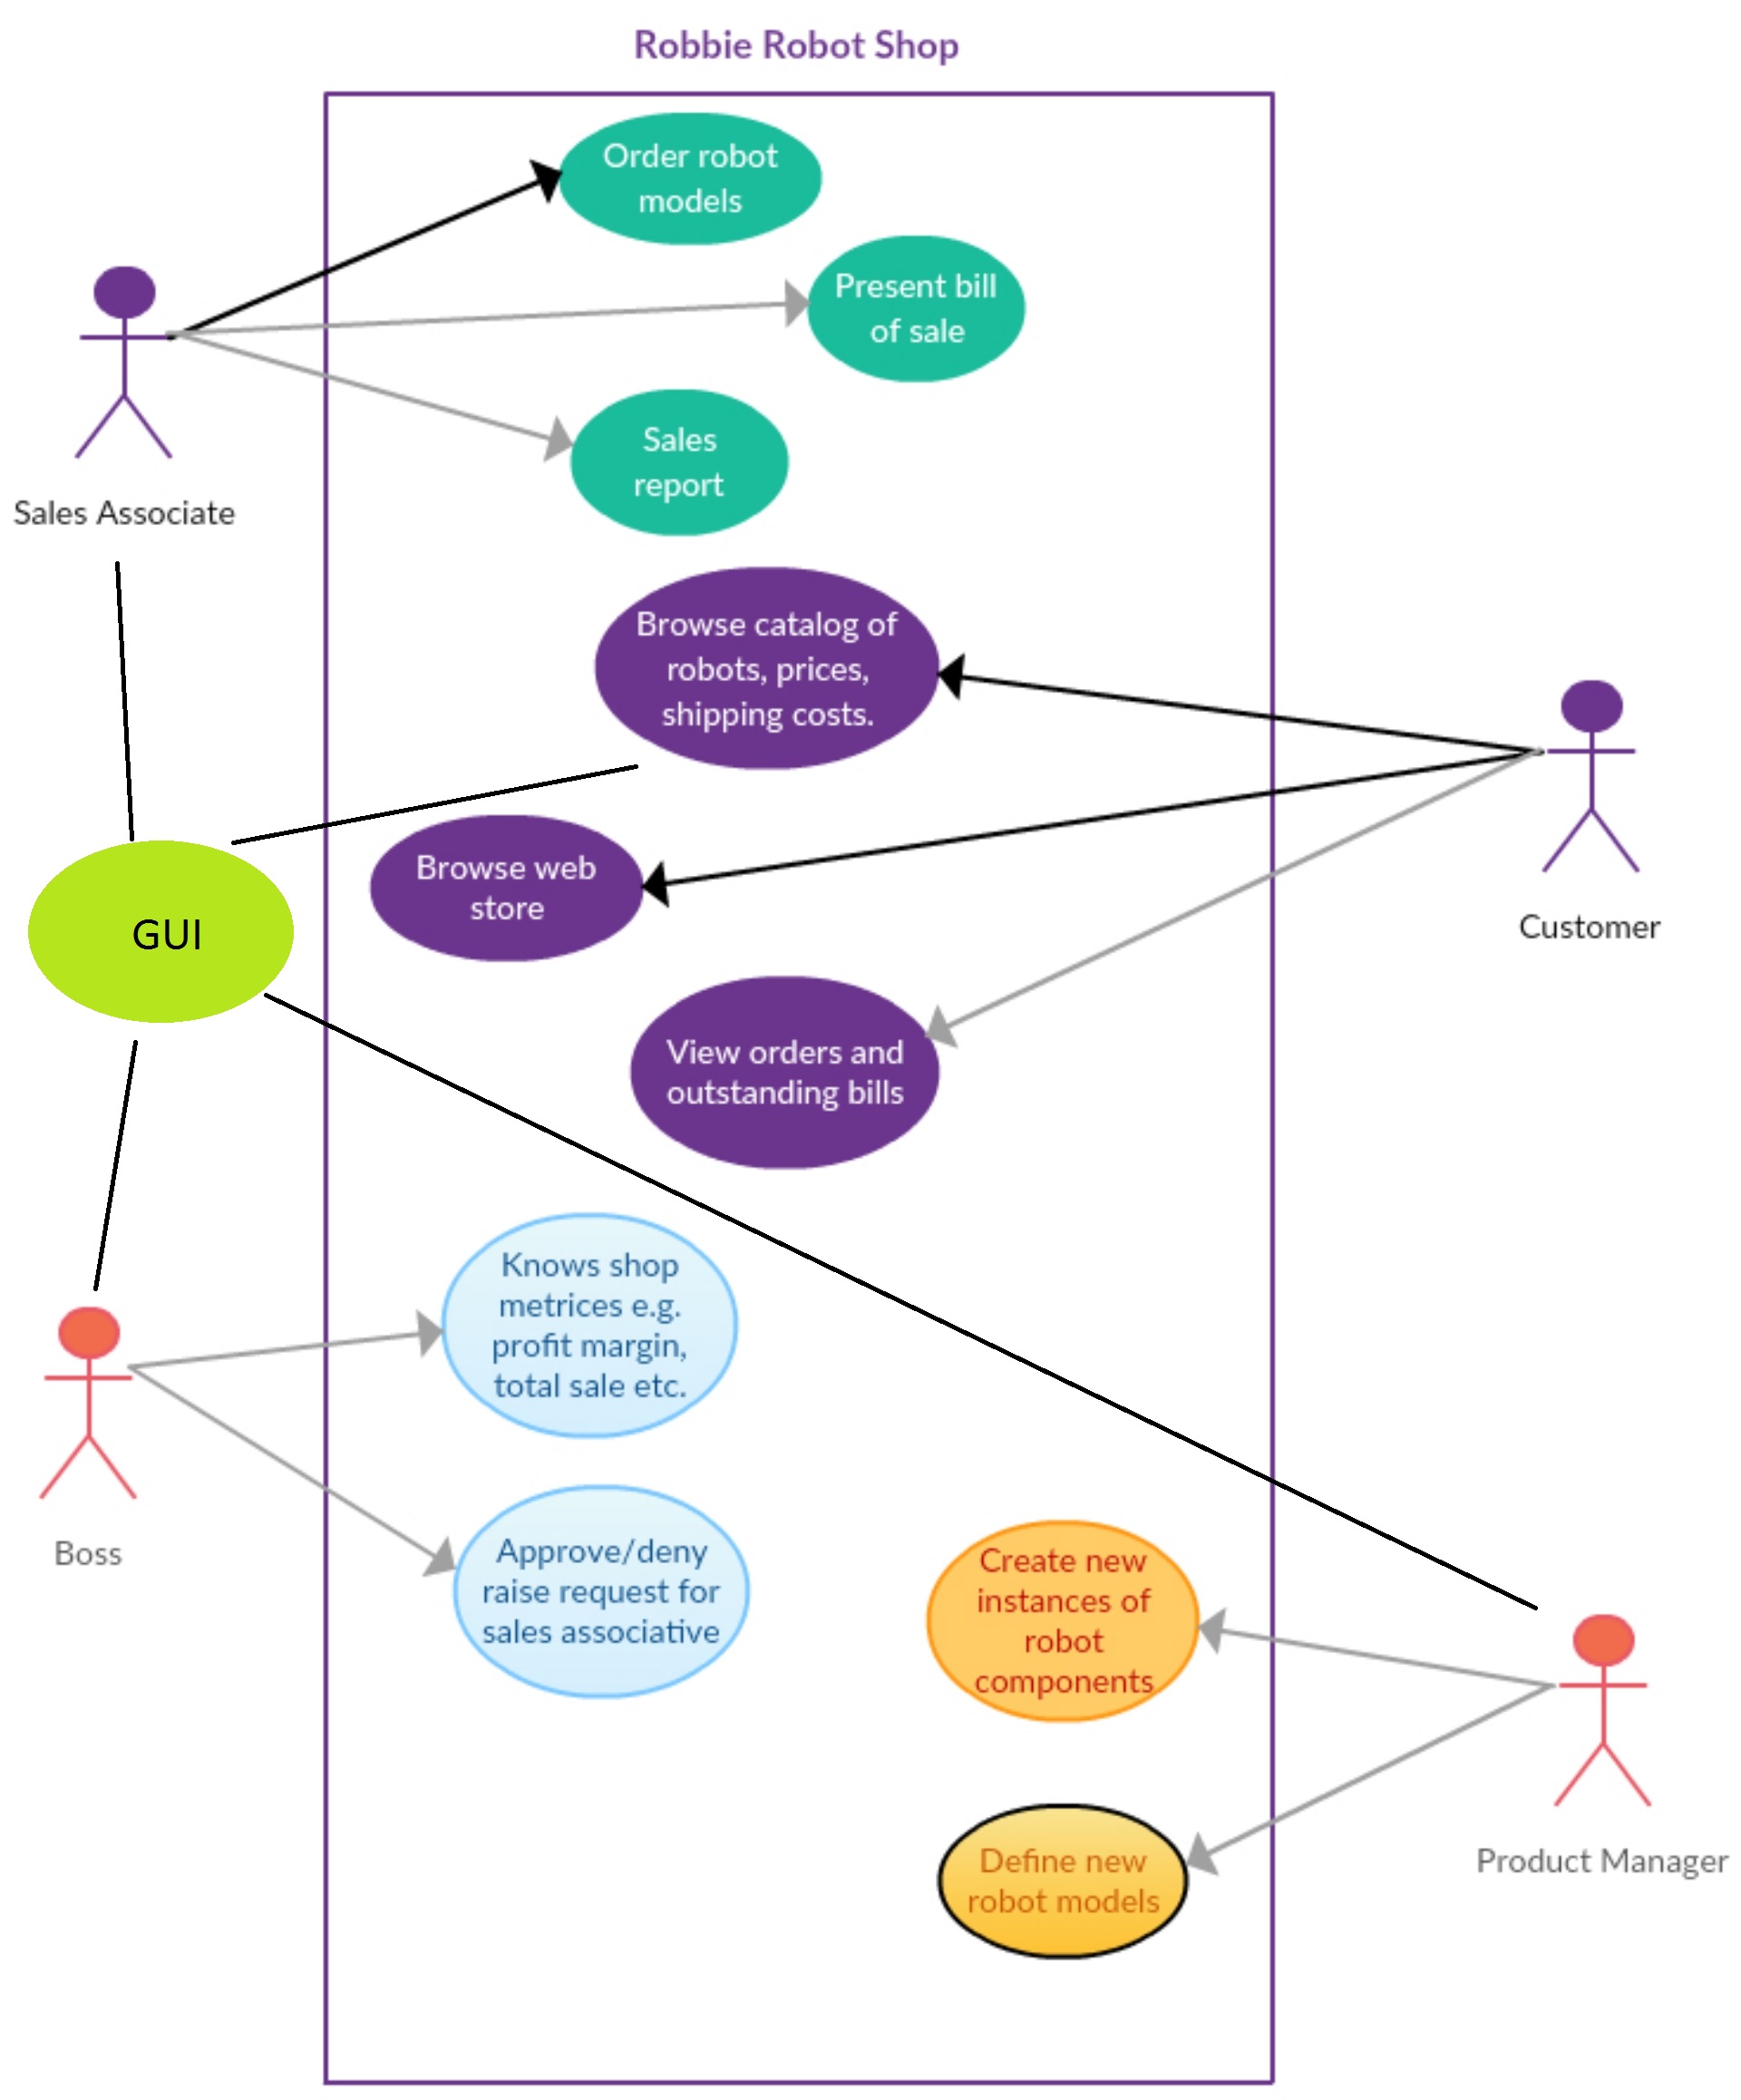 Robbie Robot Shop
Order robot
models
Present bill
of sale
Sales
report
Sales Associate
Browse catalog of
robots, prices,
shipping costs.
Browse web
store
GUI
Customer
View orders and
outstanding bills
Knows shop
metrices e.g.
profit margin,
total sale etc.
Boss
Approve/deny
raise request for
sales associative
Create new
instances of
robot
components
Product Manager
Define new
robot models